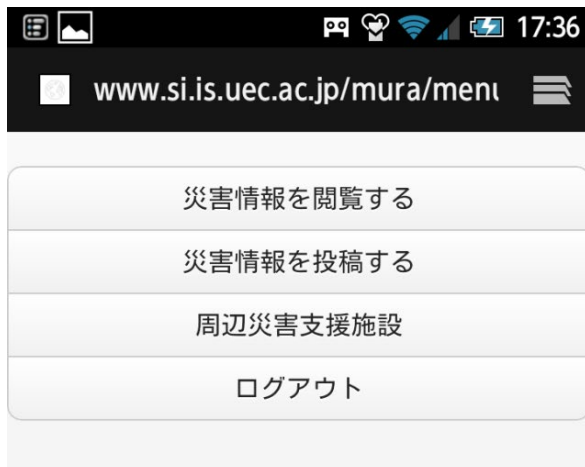 17:36
www.si.is.uec.ac.jp/mura/menu
災害情報を閲覧する
災害情報を投稿する
周辺災害支援施設
ログアウト